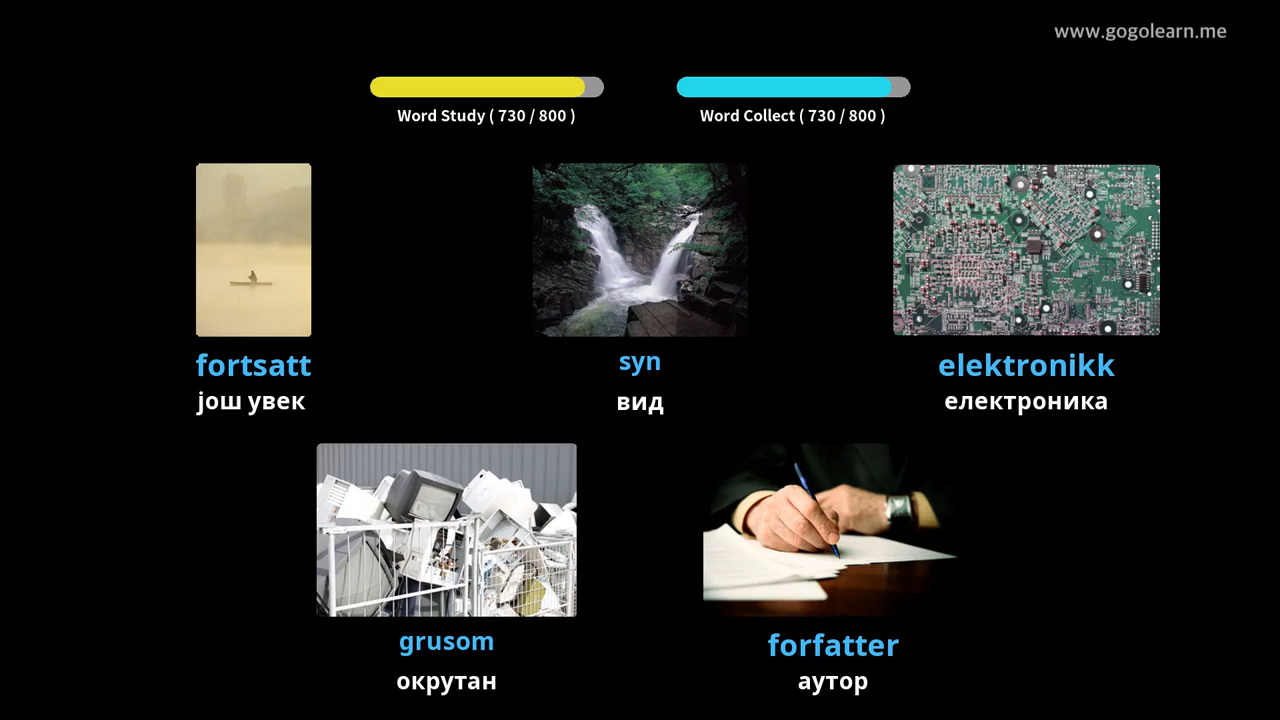 www.gogolearn.me
Word Study ( 730 / 800 )
Word Collect ( 730 / 800 )
fortsatt
још увек
syn
вид
elektronikk
електроника
grusom
окрутан
forfatter
аутор